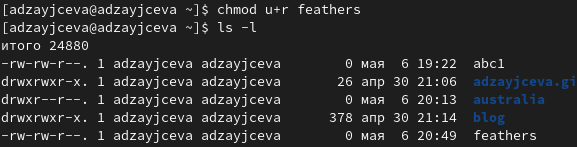 [adzayjceva@adzayjceva ~]$ chmod u+r feathers
[adzayjceva@adzayjceva ~]$ ls -l
итого 24880
-rw-rw-r--. 1 adzayjceva adzayjceva 0 мая 6 19:22 abc1
drwxrwxr-x. 1 adzayjceva adzayjceva 26 апр 30 21:06 adzayjceva.gi
drwxr--r--. 1 adzayjceva adzayjceva 0 мая 6 20:13 australia
drwxrwxr-x. 1 adzayjceva adzayjceva 378 апр 30 21:14 blog
-rw-rw-r--. 1 adzayjceva adzayjceva 0 мая 6 20:49 feathers